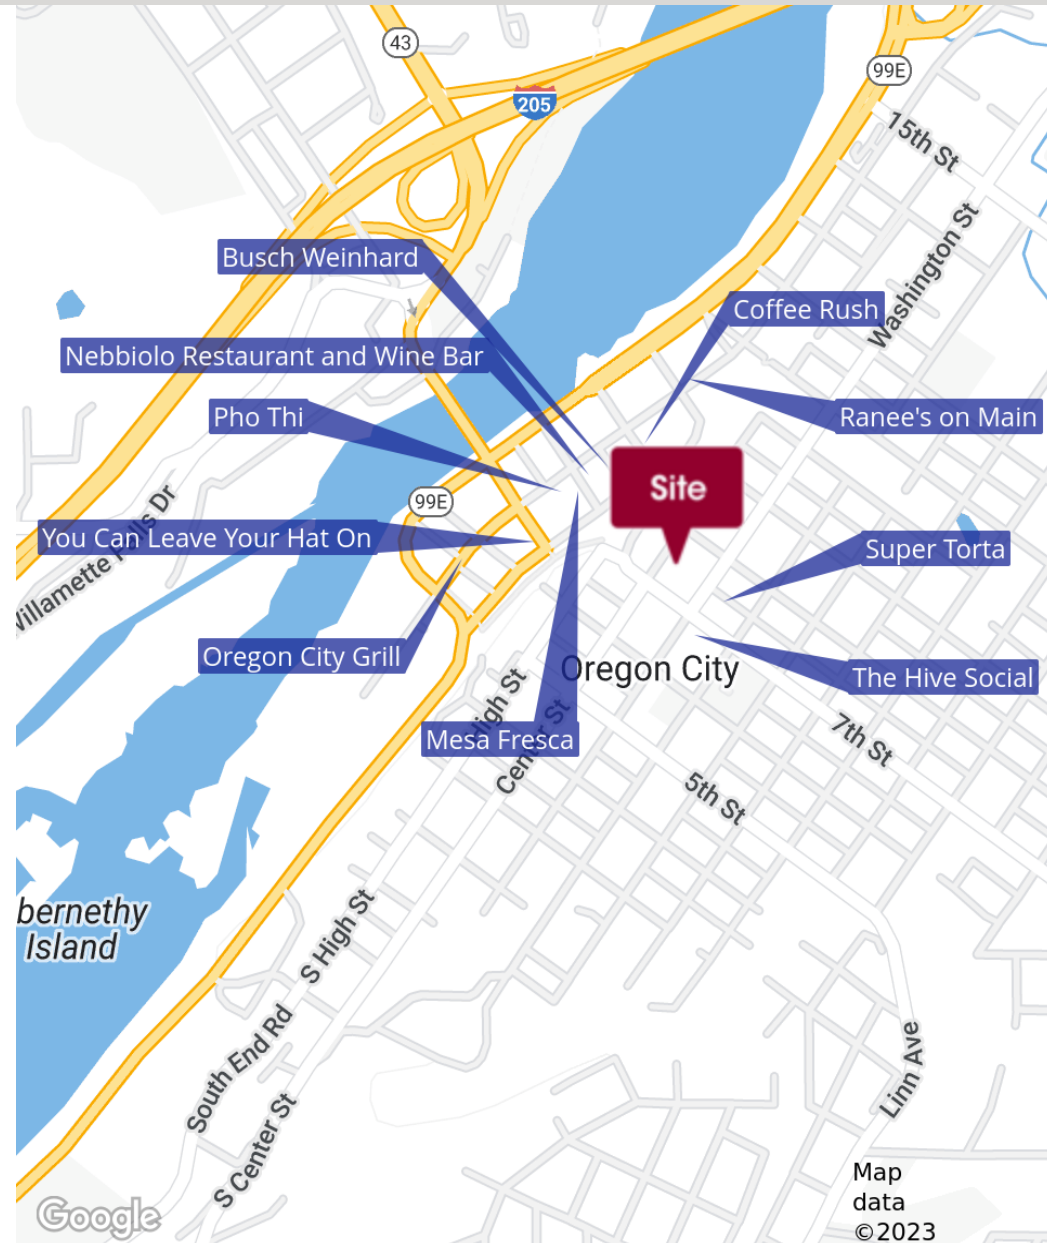 43
205
99E
15th St
Washington St
Busch Weinhard
Coffee Rush
Nebbiolo Restaurant and Wine Bar
Pho Thi
Ranee's on Main
Site
99E
Willamette Falls Dr
You Can Leave Your Hat On
Super Torta
Oregon City Grill
Oregon City
The Hive Social
High St
Mesa Fresca
Center St
7th St
5th St
bernethy
Island
S High St
South End Rd
S Center St
Linn Ave
Google
Map
data
©2023